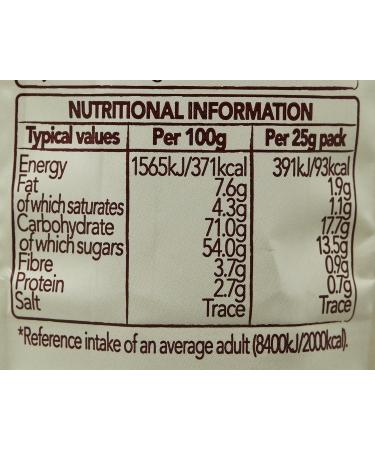 NUTRITIONAL INFORMATION
Typical values Per 100g Per 25g pack
Energy 1565kJ/371kcal 391kJ/93kcal
Fat 7.6g 1.9g
of which saturates 4.3g 1.1g
Carbohydrate 71.0g 17.7g
of which sugars 54.0g 13.5g
Fibre 3.7g 0.9g
Protein 2.7g 0.7g
Salt Trace Trace
*Reference intake of an average adult (8400kJ/2000kcal).